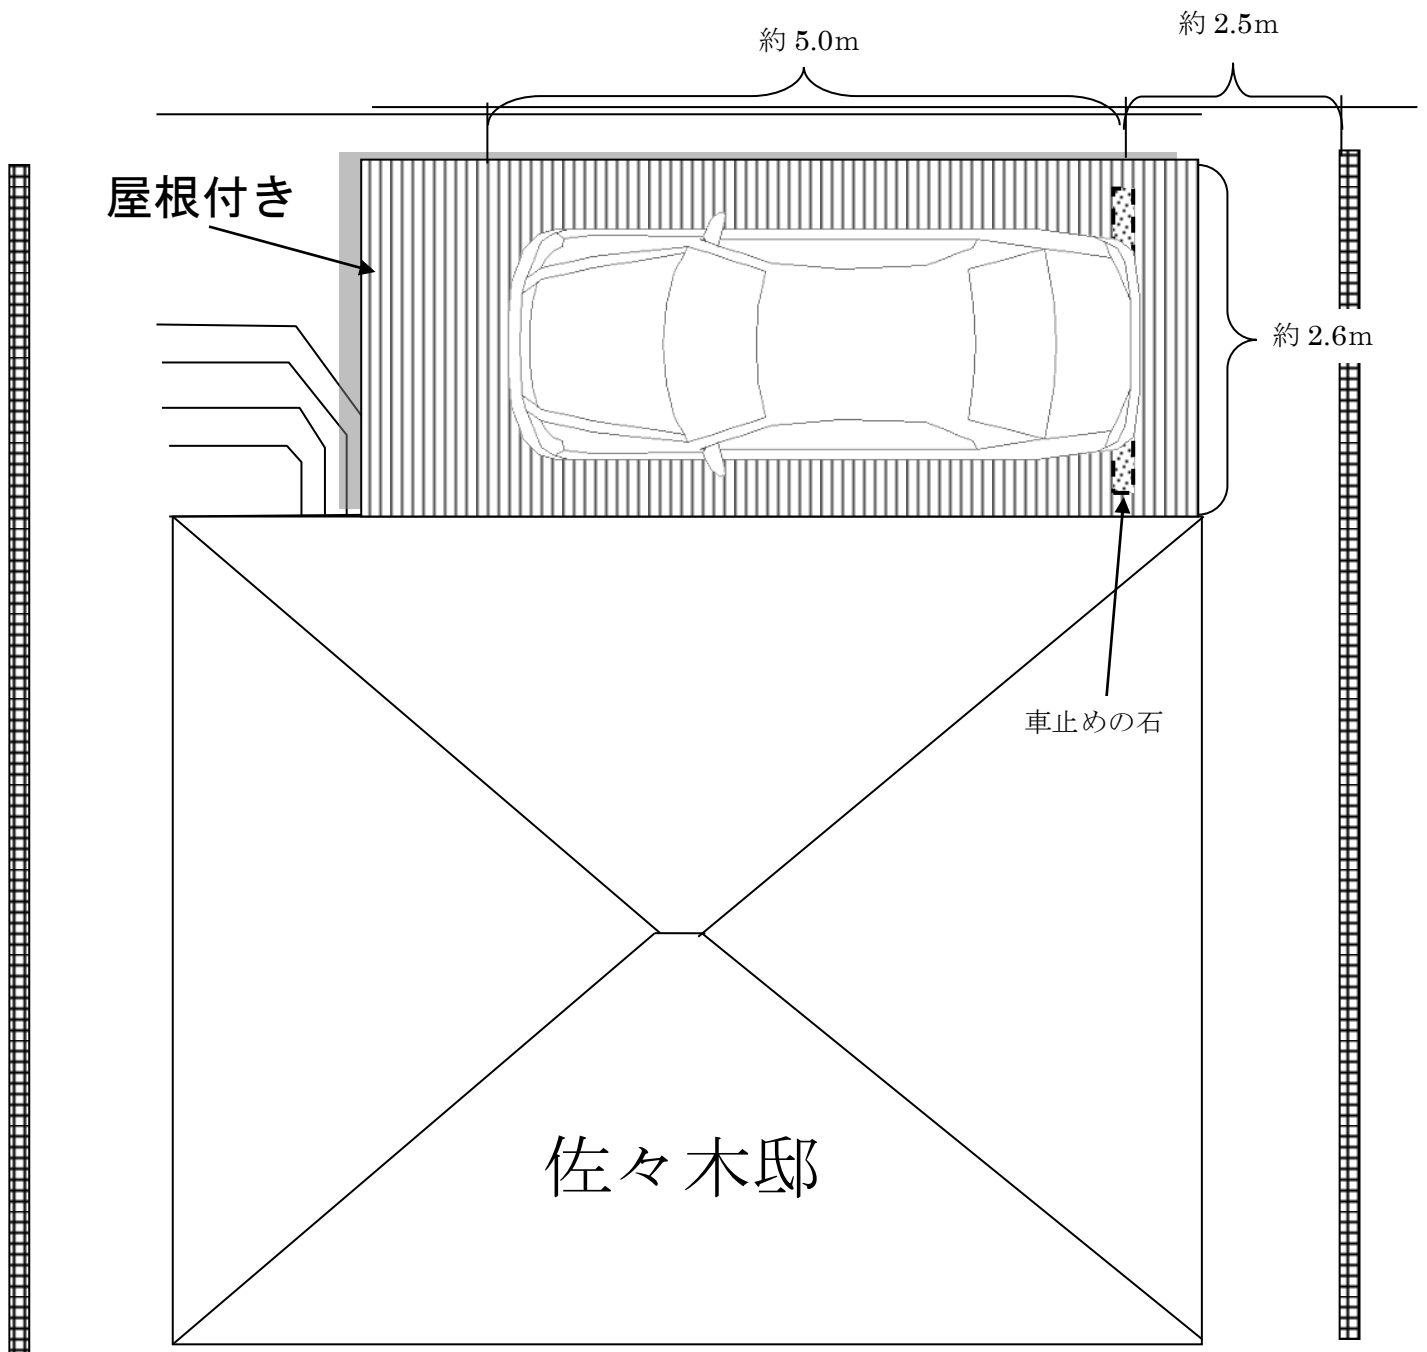 約 2.5m
約 5.0m
屋根付き
約 2.6m
車止めの石
佐々木邸